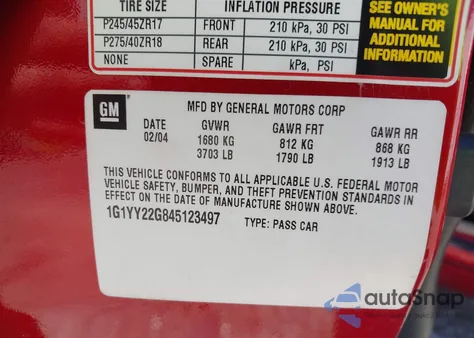 TIRE SIZE INFLATION PRESSURE
P245/45ZR17 FRONT 210 kPa, 30 PSI
P275/40ZR18 REAR 210 kPa, 30 PSI
NONE SPARE kPa, PSI
SEE OWNER'S
MANUAL FOR
ADDITIONAL
INFORMATION
GM
MFD BY GENERAL MOTORS CORP
DATE GVWR GAWR FRT GAWR RR
02/04 1680 KG 812 KG 868 KG
3703 LB 1790 LB 1913 LB
THIS VEHICLE CONFORMS TO ALL APPLICABLE U.S. FEDERAL MOTOR
VEHICLE SAFETY, BUMPER, AND THEFT PREVENTION STANDARDS IN
EFFECT ON THE DATE OF MANUFACTURE SHOWN ABOVE.
1G1YY22G845123497 TYPE: PASS CAR
autoSnap